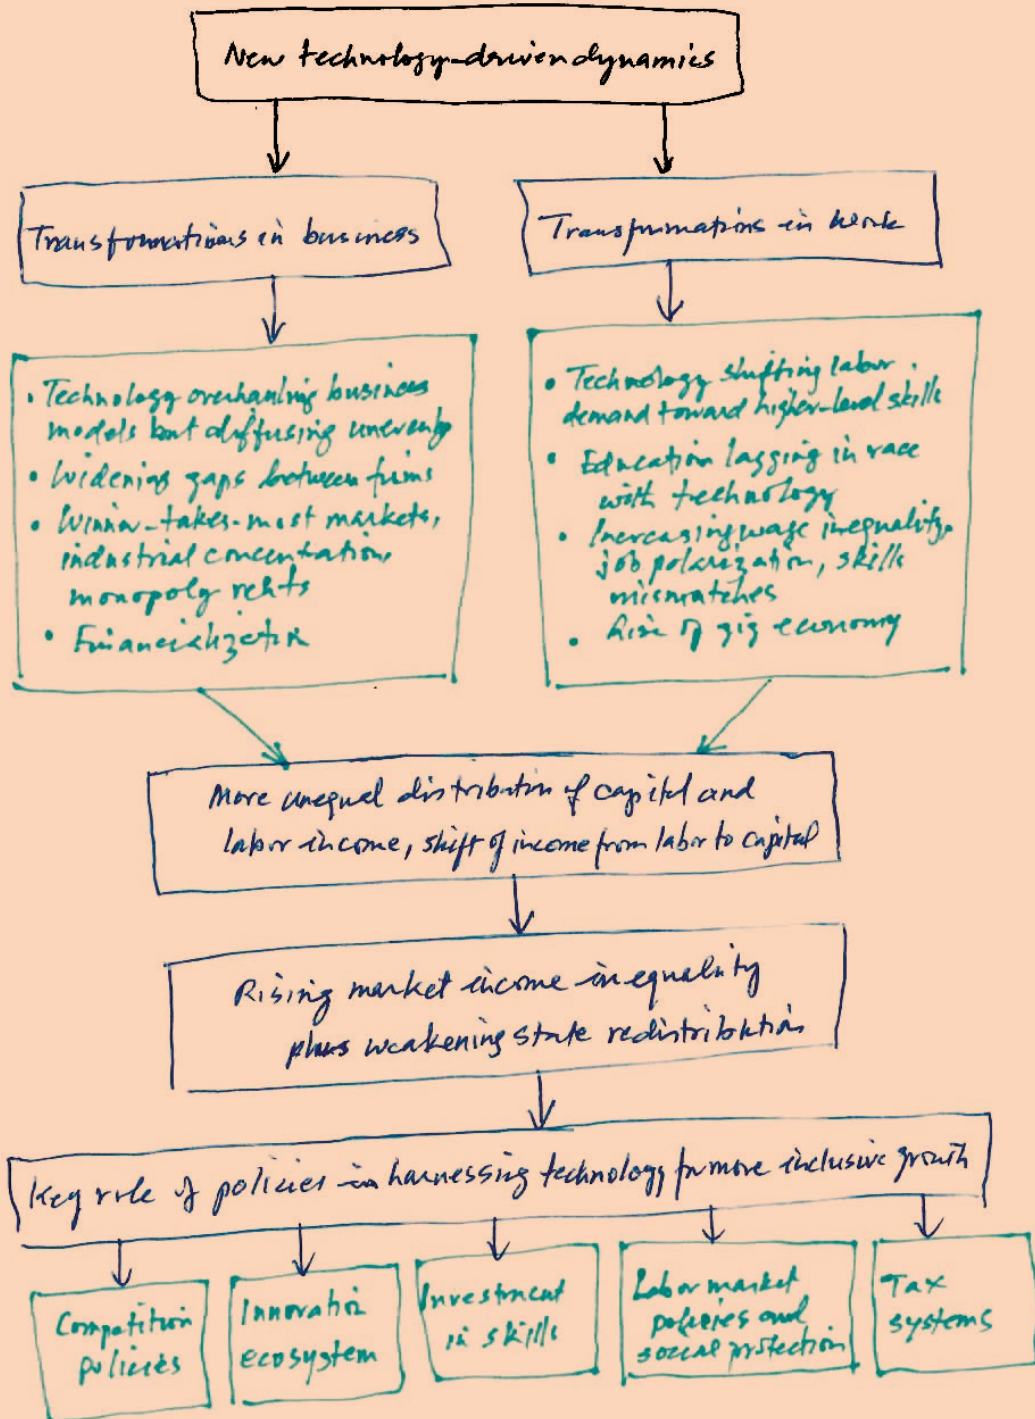 New technology-driven dynamics
Transformations in business
Transformations in work
• Technology overhauling business
models but diffusing unevenly
• Widening gaps between firms
• Winner-takes-most markets,
industrial concentration,
monopoly rents
• Financialization
• Technology shifting labor
demand toward higher-level skills
• Education lagging in race
with technology
• Increasing wage inequality,
job polarization, skills
mismatches
• Rise of gig economy
More unequal distribution of capital and
labor income, shift of income from labor to capital
Rising market income inequality
plus weakening state redistribution
Key role of policies in harnessing technology for more inclusive growth
Competition
policies
Innovation
ecosystem
Investment
in skills
Labor market
policies and
social protection
Tax
systems